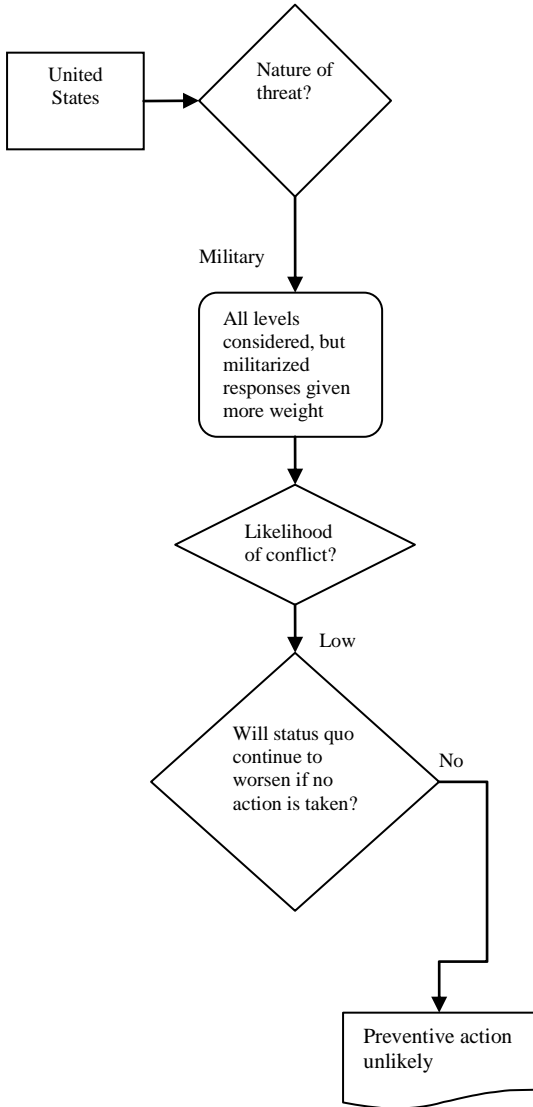 United
States
Nature of
threat?
Military
All levels
considered, but
militarized
responses given
more weight
Likelihood
of conflict?
Low
Will status quo
continue to
worsen if no
action is taken?
No
Preventive action
unlikely